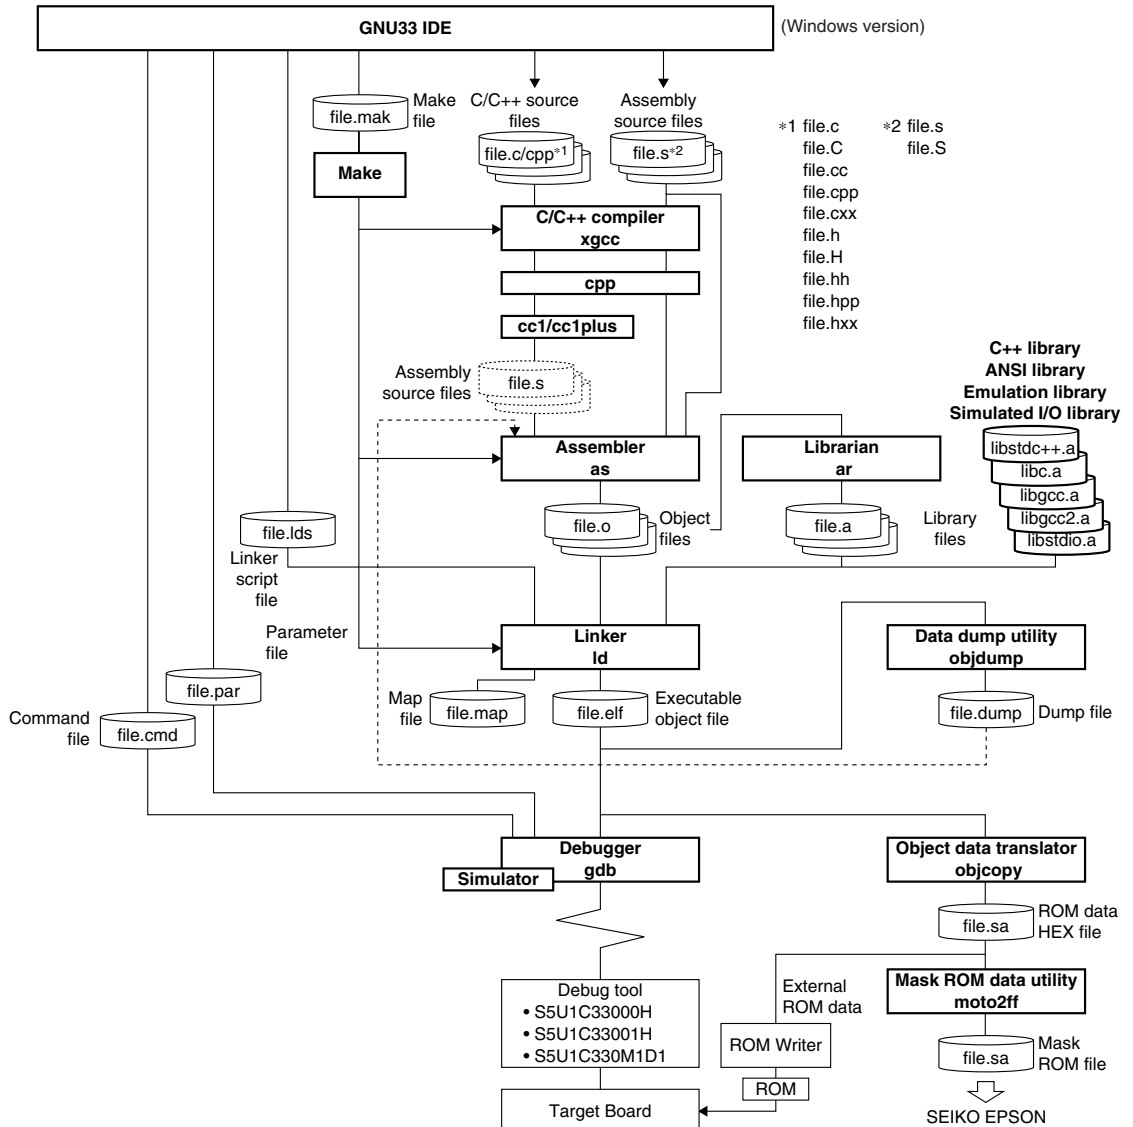 GNU33 IDE
(Windows version)
file.mak
Make
file
C/C++ source
files
Assembly
source files
file.c/cpp*1
file.s*2
*1 file.c
file.C
file.cc
file.cpp
file.cxx
file.h
file.H
file.hh
file.hpp
file.hxx
*2 file.s
file.S
Make
C/C++ compiler
xgcc
cpp
cc1/cc1plus
Assembly
source files
file.s
C++ library
ANSI library
Emulation library
Simulated I/O library
libstdc++.a
libc.a
libgcc.a
libgcc2.a
libstdio.a
Assembler
as
Librarian
ar
file.lds
Linker
script
file
file.o
Object
files
file.a
Library
files
Parameter
file
file.par
Linker
ld
Data dump utility
objdump
Command
file
file.cmd
Map
file
file.map
file.elf
Executable
object file
file.dump
Dump file
Debugger
gdb
Simulator
Object data translator
objcopy
file.sa
ROM data
HEX file
Debug tool
• S5U1C33000H
• S5U1C33001H
• S5U1C330M1D1
External
ROM data
Mask ROM data utility
moto2ff
ROM Writer
file.sa
Mask
ROM file
ROM
Target Board
SEIKO EPSON